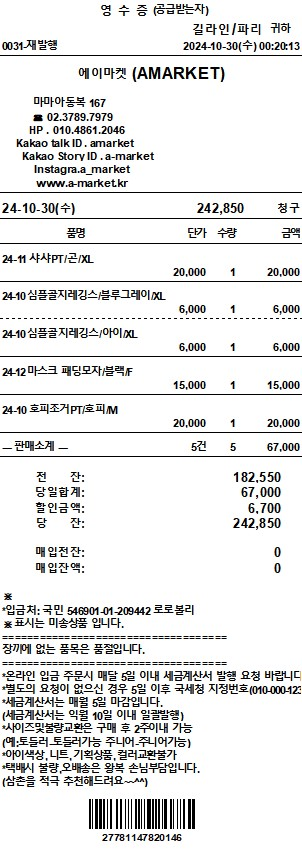 영 수 증 (공급받는자)
길라인/파리 귀하
0031-재발행 2024-10-30(수) 00:20:13
에이마켓 (AMARKET)
마마아동복 167
☎ 02.3789.7979
HP . 010.4861.2046
Kakao talk ID . amarket
Kakao Story ID . a-market
Instagra.a_market
www.a-market.kr
24-10-30(수) 242,850 청구
품명 단가 수량 금액
24-11 샤샤PT/곤/XL
20,000 1 20,000
24-10 심플골지레깅스/블루그레이/XL
6,000 1 6,000
24-10 심플골지레깅스/아이/XL
6,000 1 6,000
24-12 마스크 패딩모자/블랙/F
15,000 1 15,000
24-10 호피조거PT/호피/M
20,000 1 20,000
― 판매소계 ― 5건 5 67,000
전 잔: 182,550
당일합계: 67,000
할인금액: 6,700
당 잔: 242,850
매입전잔: 0
매입잔액: 0
※
*입금처: 국민 546901-01-209442 로로볼리
※ 표시는 미송상품 입니다.
====================================
장끼에 없는 품목은 품절입니다.
====================================
*온라인 입금 주문시 매달 5일 이내 세금계산서 발행 요청 바랍니다
*별도의 요청이 없으신 경우 5일 이후 국세청 지정번호(010-000-123
*세금계산서는 매월 5일 마감입니다.
(세금계산서는 익월 10일 이내 일괄발행)
*사이즈및불량교환은 구매 후 2주이내 가능
(예;토들러-토들러가능 주니어-주니어가능)
*아이색상, 니트, 기획상품, 컬러교환불가
*택배시 불량,오배송은 왕복 손님부담입니다.
(삼촌을 적극 추천해드려요~~^^)
27781147820146